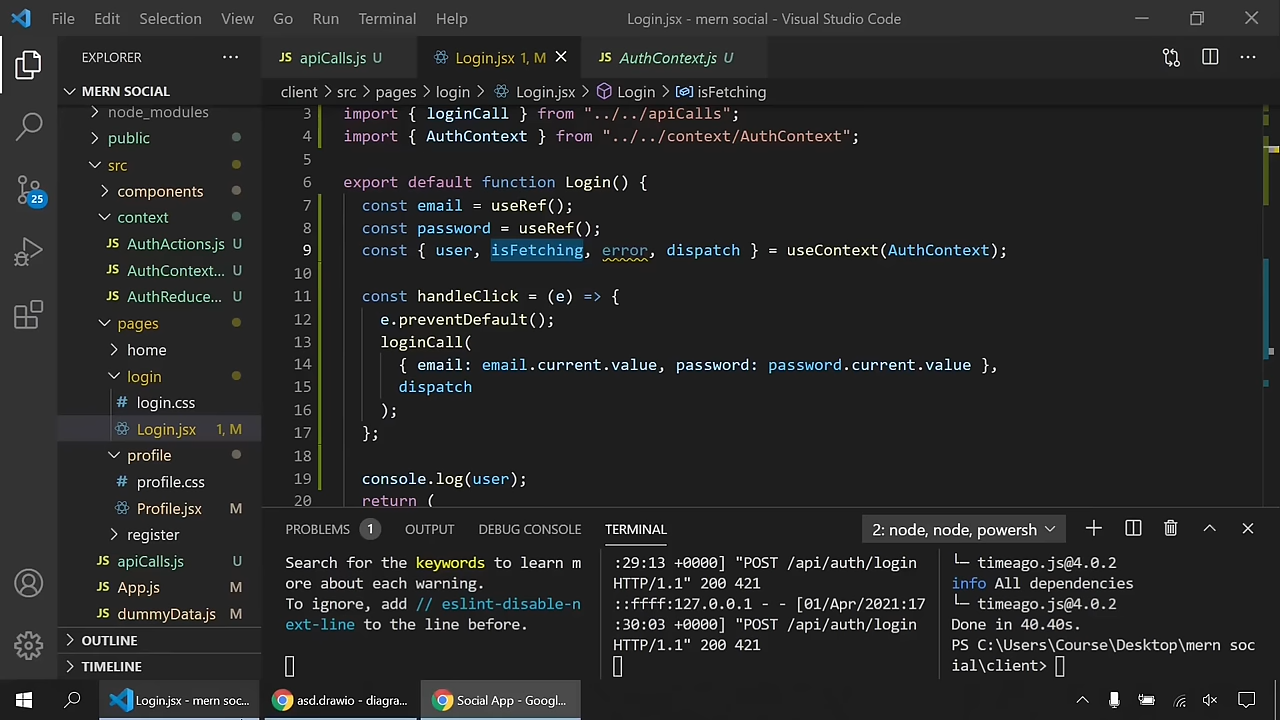 File Edit Selection View Go Run Terminal Help Login.jsx - mern social - Visual Studio Code
EXPLORER
JS apiCalls.js U
Login.jsx 1, M
JS AuthContext.js U
MERN SOCIAL
client > src > pages > login > Login.jsx > Login > isFetching
node_modules
public
src
components
context
JS AuthActions.js U
JS AuthContext... U
JS AuthReduce... U
pages
home
login
# login.css
Login.jsx 1, M
profile
# profile.css
Profile.jsx M
register
JS apiCalls.js U
JS App.js M
JS dummyData.js M
OUTLINE
TIMELINE
25
3 import { loginCall } from "../../apiCalls";
4 import { AuthContext } from "../../context/AuthContext";
5
6 export default function Login() {
7 const email = useRef();
8 const password = useRef();
9 const { user, isFetching, error, dispatch } = useContext(AuthContext);
10
11 const handleClick = (e) => {
12 e.preventDefault();
13 loginCall(
14 { email: email.current.value, password: password.current.value },
15 dispatch
16 );
17 };
18
19 console.log(user);
20 return (
PROBLEMS 1 OUTPUT DEBUG CONSOLE TERMINAL 2: node, node, powersh
Search for the keywords to learn m
ore about each warning.
To ignore, add // eslint-disable-n
ext-line to the line before.
:29:13 +0000] "POST /api/auth/login
HTTP/1.1" 200 421
::ffff:127.0.0.1 - - [01/Apr/2021:17
:30:03 +0000] "POST /api/auth/login
HTTP/1.1" 200 421
└─ timeago.js@4.0.2
info All dependencies
└─ timeago.js@4.0.2
Done in 40.40s.
PS C:\Users\Course\Desktop\mern soc
ial\client>
Login.jsx - mern soc... asd.drawio - diagra... Social App - Googl...